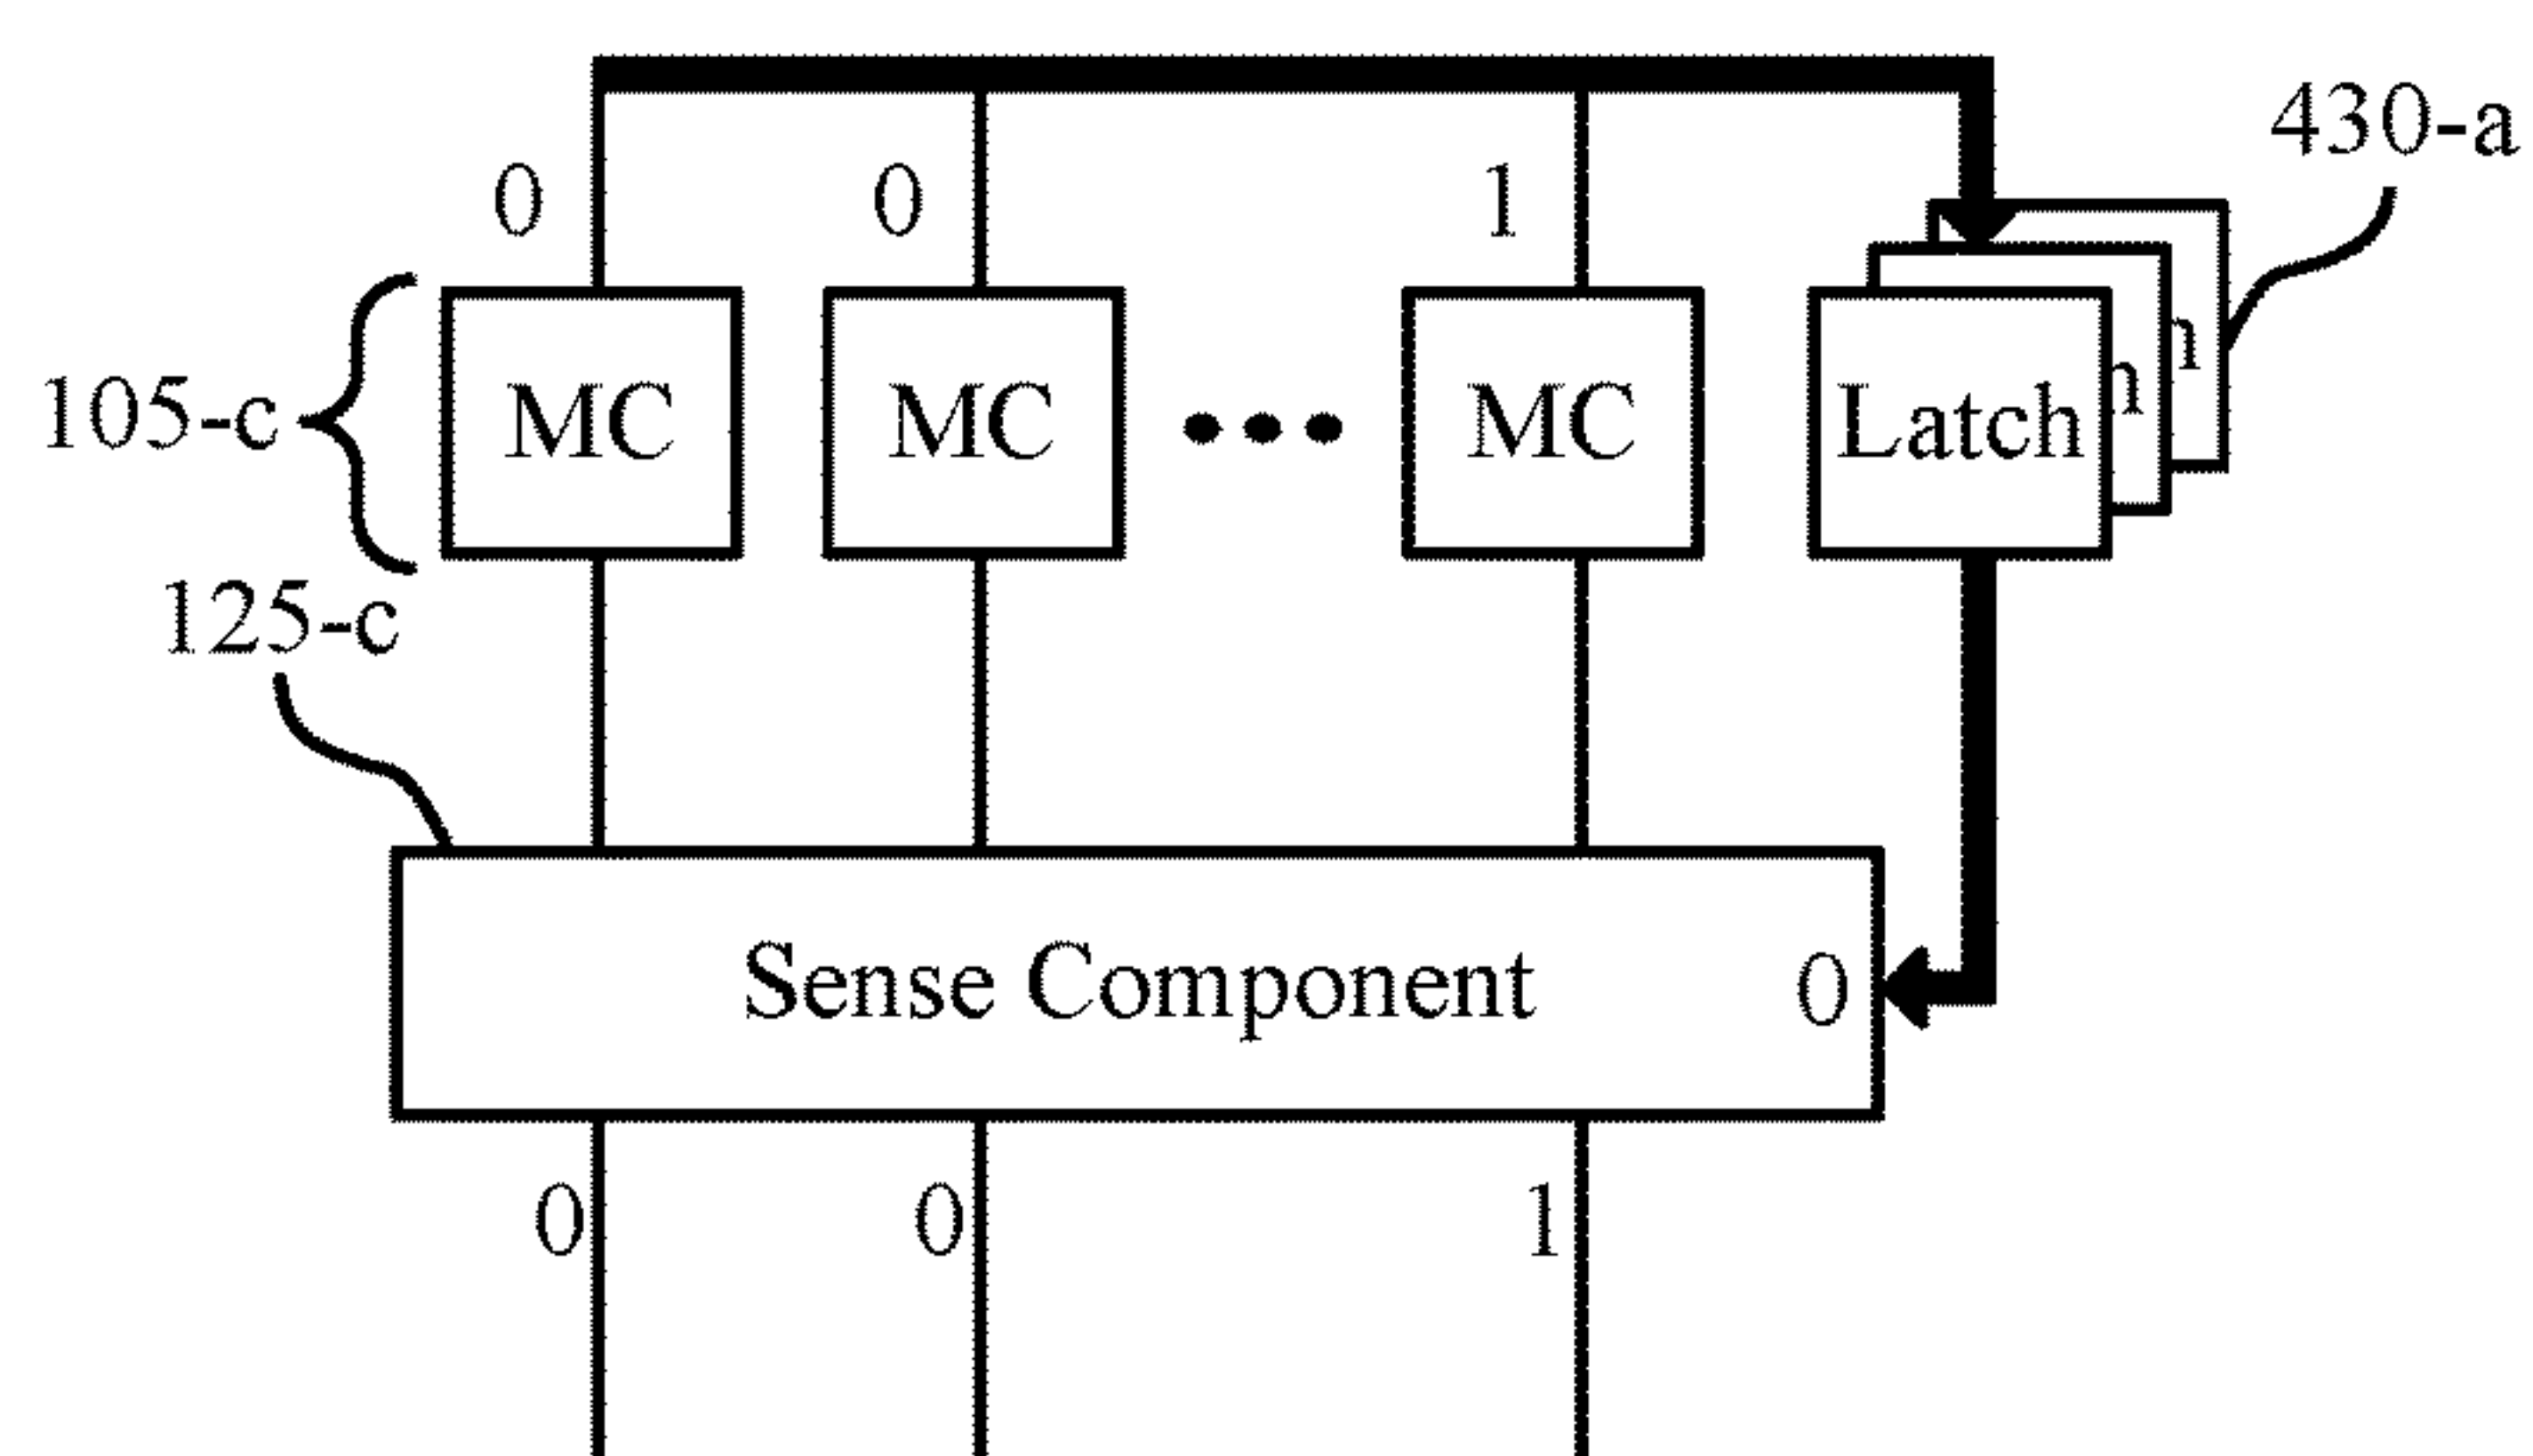 430-a
0 0 1
105-c
MC MC MC Latch h h
125-c
Sense Component 0
0 0 1